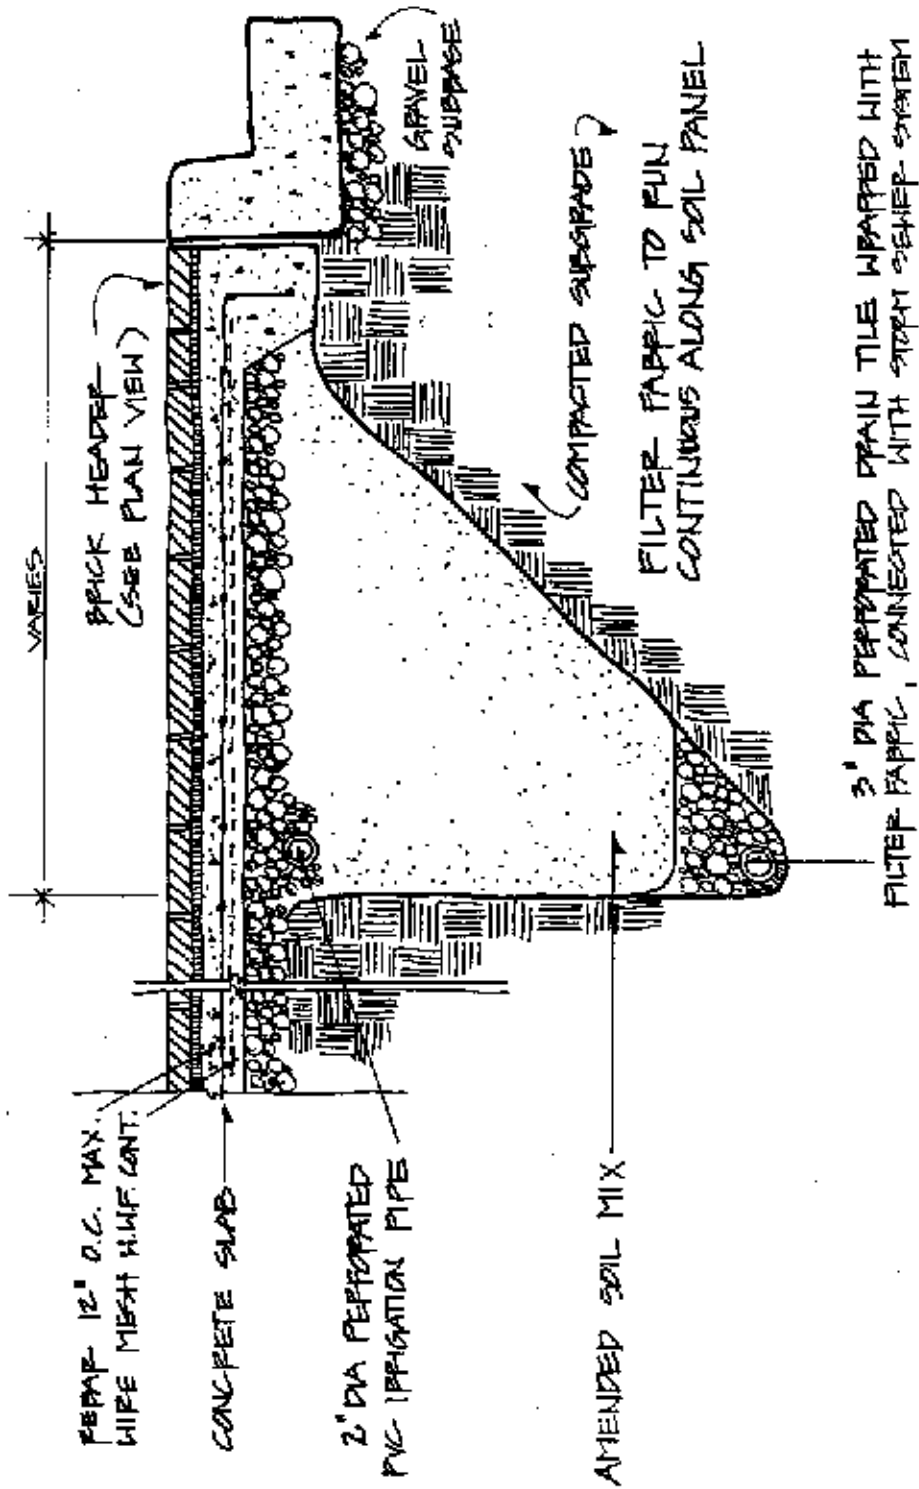 VARIES
BRICK HEADER
(SEE PLAN VIEW)
REBAR 12" O.C. MAX.
WIRE MESH W.W.F. CONT.
CONCRETE SLAB
2" DIA PERFORATED
PVC IRRIGATION PIPE
AMENDED SOIL MIX
GRAVEL
SUBBASE
COMPACTED SUBGRADE
FILTER FABRIC TO RUN
CONTINUOUS ALONG SOIL PANEL
3" DIA PERFORATED DRAIN TILE WRAPPED WITH
FILTER FABRIC, CONNECTED WITH STORM SEWER SYSTEM